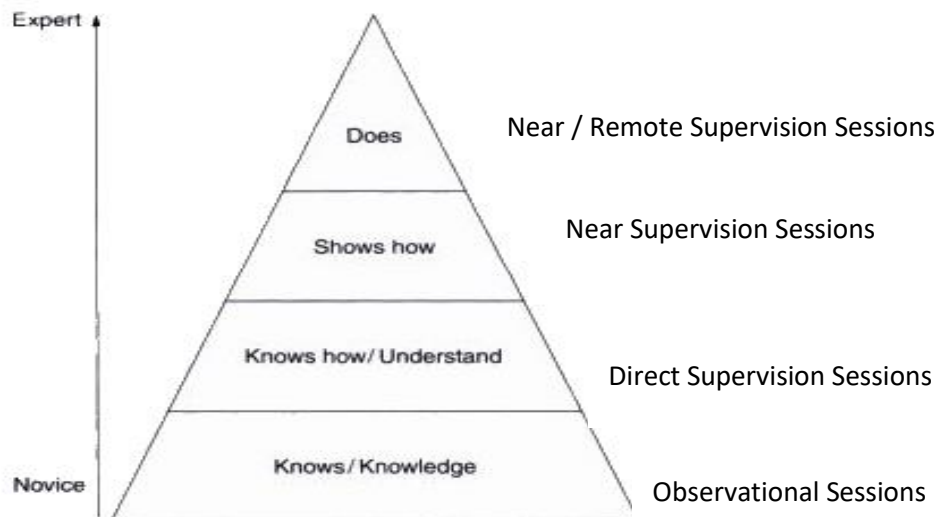 Expert
Does
Near / Remote Supervision Sessions
Shows how
Near Supervision Sessions
Knows how/Understand
Direct Supervision Sessions
Knows/Knowledge
Novice
Observational Sessions